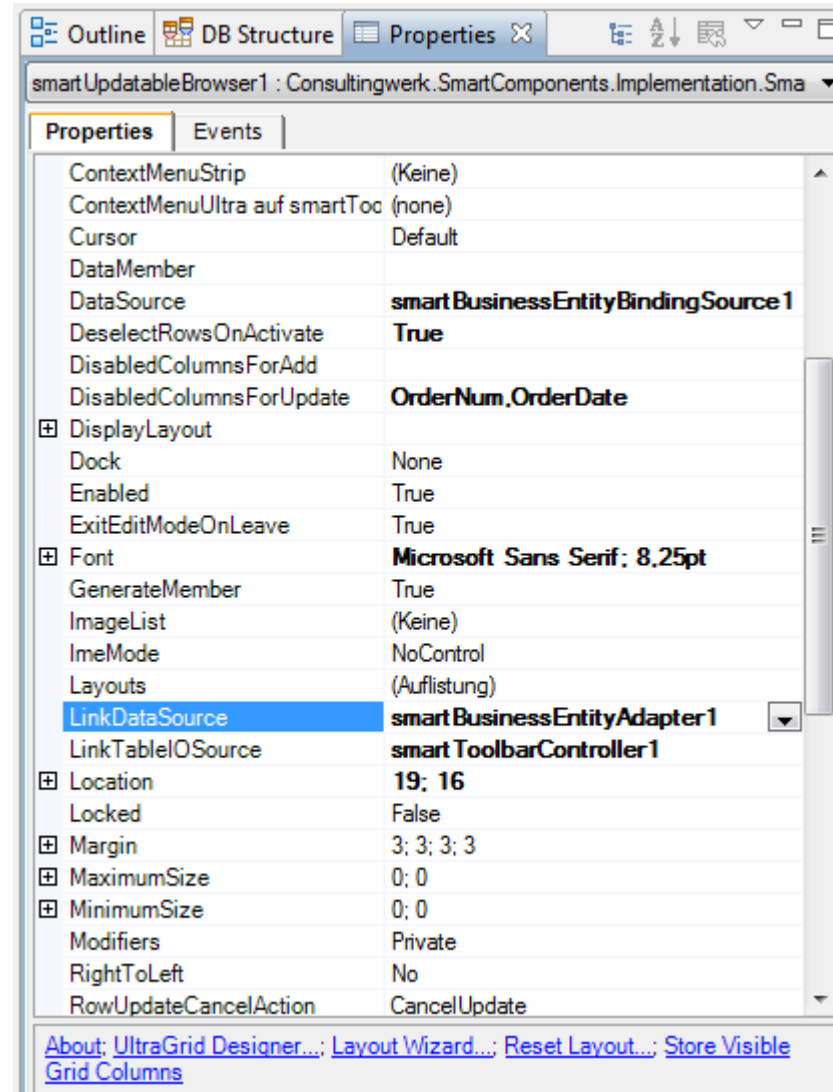 Outline DB Structure Properties
smartUpdatableBrowser1 : Consultingwerk.SmartComponents.Implementation.Sma
Properties Events
ContextMenuStrip (Keine)
ContextMenuUltra auf smartToo (none)
Cursor Default
DataMember
DataSource smartBusinessEntityBindingSource1
DeselectRowsOnActivate True
DisabledColumnsForAdd
DisabledColumnsForUpdate OrderNum,OrderDate
DisplayLayout
Dock None
Enabled True
ExitEditModeOnLeave True
Font Microsoft Sans Serif; 8,25pt
GenerateMember True
ImageList (Keine)
ImeMode NoControl
Layouts (Auflistung)
LinkDataSource smartBusinessEntityAdapter1
LinkTableIOSource smartToolbarController1
Location 19; 16
Locked False
Margin 3; 3; 3; 3
MaximumSize 0; 0
MinimumSize 0; 0
Modifiers Private
RightToLeft No
RowUpdateCancelAction CancelUpdate
About; UltraGrid Designer...; Layout Wizard...; Reset Layout...; Store Visible
Grid Columns